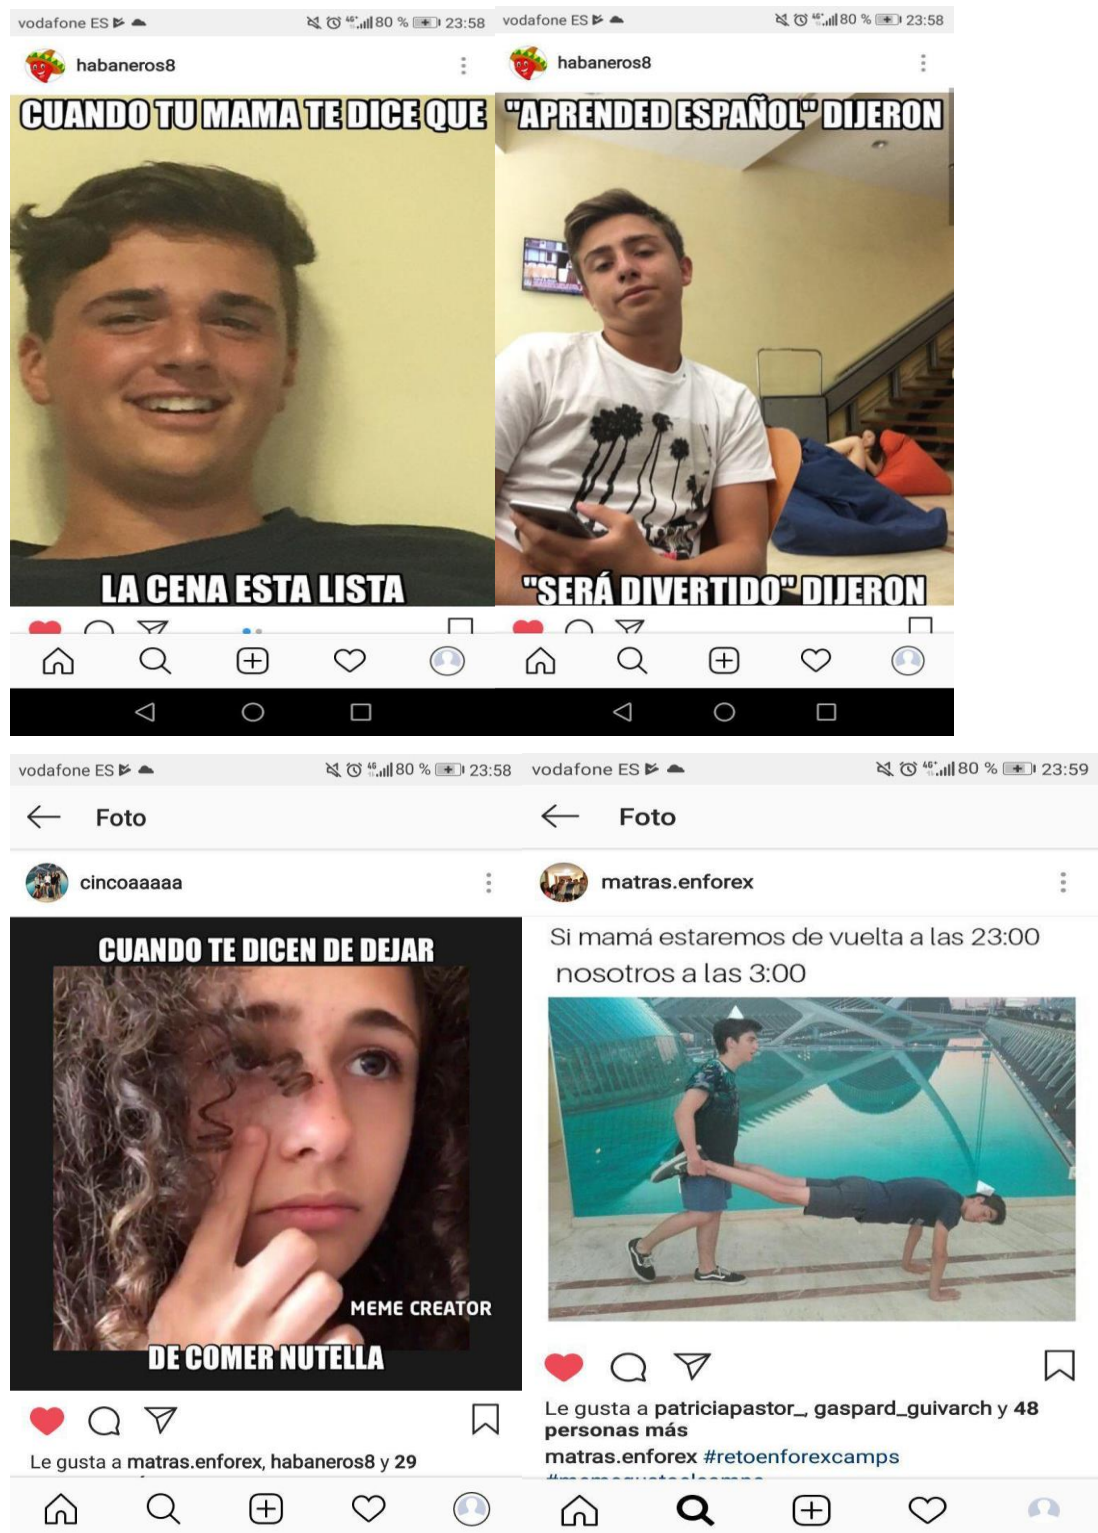 vodafone ES 80 % 23:58
habaneros8
CUANDO TU MAMA TE DICE QUE
LA CENA ESTA LISTA
vodafone ES 80 % 23:58
habaneros8
"APRENDED ESPAÑOL" DIJERON
"SERÁ DIVERTIDO" DIJERON
vodafone ES 80 % 23:58
Foto
cincoaaaaa
CUANDO TE DICEN DE DEJAR
MEME CREATOR
DE COMER NUTELLA
Le gusta a matras.enforex, habaneros8 y 29
vodafone ES 80 % 23:59
Foto
matras.enforex
Si mamá estaremos de vuelta a las 23:00
nosotros a las 3:00
Le gusta a patriciapastor_, gaspard_guivarch y 48
personas más
matras.enforex #retoenforexcamps